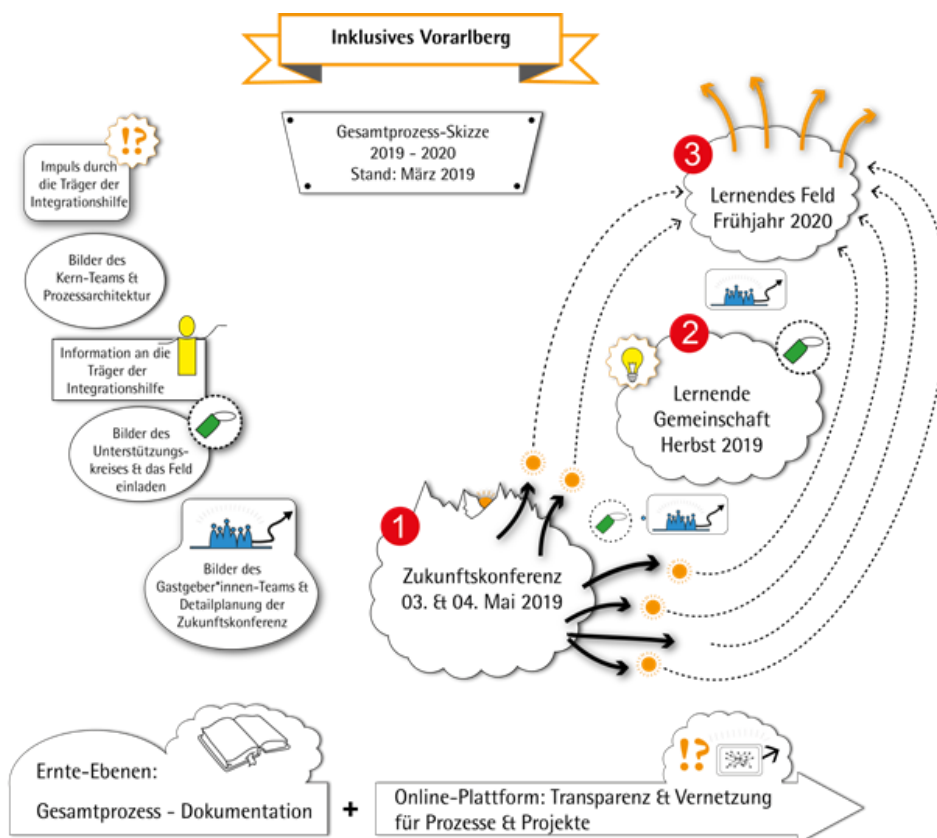 Inklusives Vorarlberg
Gesamtprozess-Skizze
2019 - 2020
Stand: März 2019
!?
Impuls durch
die Träger der
Integrationshilfe
Bilder des
Kern-Teams &
Prozessarchitektur
Information an die
Träger der
Integrationshilfe
Bilder des
Unterstützungs-
kreises & das Feld
einladen
Bilder des
Gastgeber*innen-Teams &
Detailplanung der
Zukunftskonferenz
1
Zukunftskonferenz
03. & 04. Mai 2019
2
Lernende
Gemeinschaft
Herbst 2019
3
Lernendes Feld
Frühjahr 2020
Ernte-Ebenen:
Gesamtprozess - Dokumentation
+
!?
Online-Plattform: Transparenz & Vernetzung
für Prozesse & Projekte